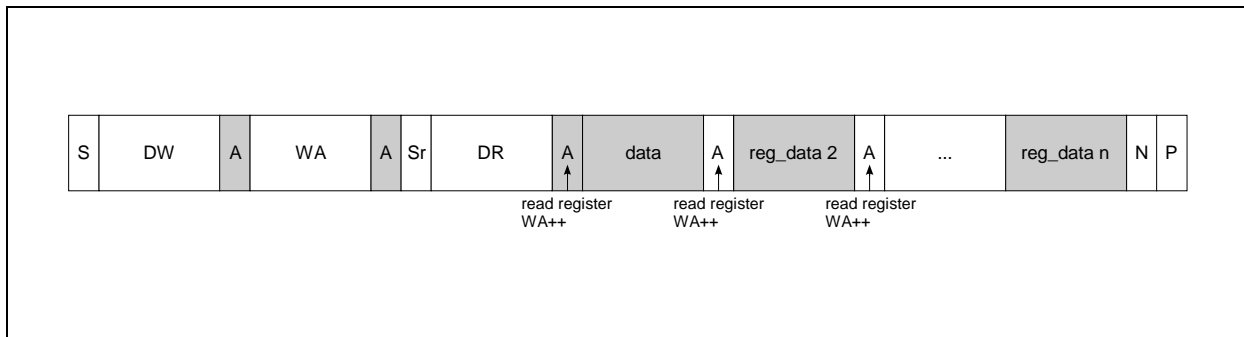 S DW A WA A Sr DR A data A reg_data 2 A ... reg_data n N P
read register read register read register
WA++ WA++ WA++